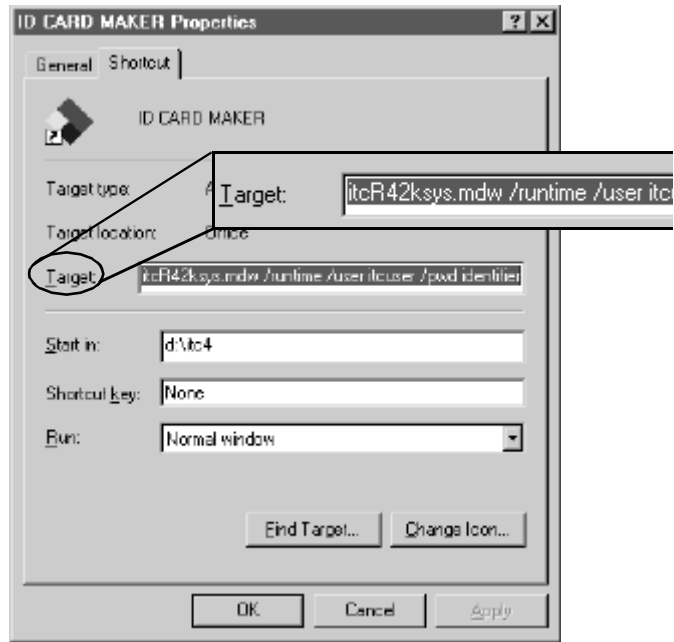 ID CARD MAKER Properties
General Shortcut
ID CARD MAKER
Target type: A
Target: itcR42ksys.mdw /runtime /user itc
Target location: Office
Target: itcR42ksys.mdw /runtime /user itcuser /pwd identifier
Start in: d:\itc4
Shortcut key: None
Run: Normal window
Find Target... Change Icon...
OK Cancel Apply